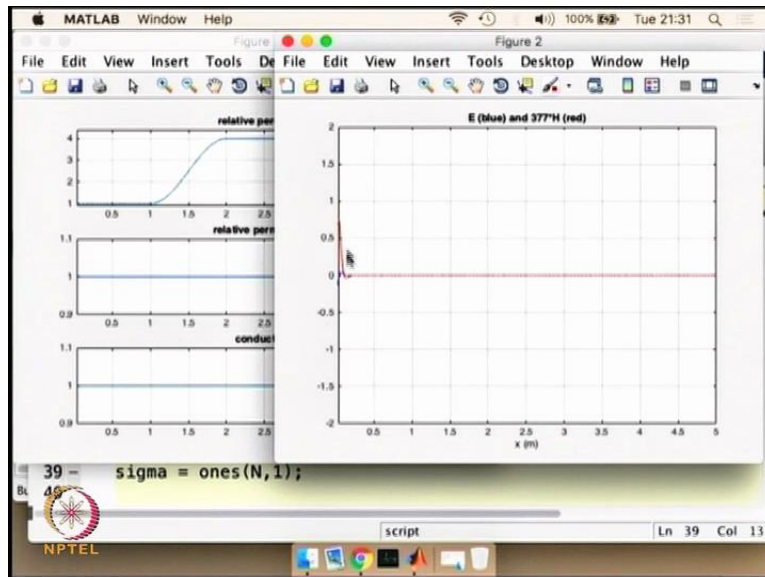 MATLAB Window Help 100% Tue 21:31
Figure
File Edit View Insert Tools De
relative per
4
3
2
1
0.5 1 1.5 2 2.5
relative perm
1.1
1
0.9
0.5 1 1.5 2 2.5
conduct
1.1
1
0.9
0.5 1 1.5 2 2.5
Figure 2
File Edit View Insert Tools Desktop Window Help
E (blue) and 377*H (red)
2
1.5
1
0.5
0
-0.5
-1
-1.5
-2
0.5 1 1.5 2 2.5 3 3.5 4 4.5 5
x (m)
39 - sigma = ones(N,1);
script Ln 39 Col 13
NPTEL